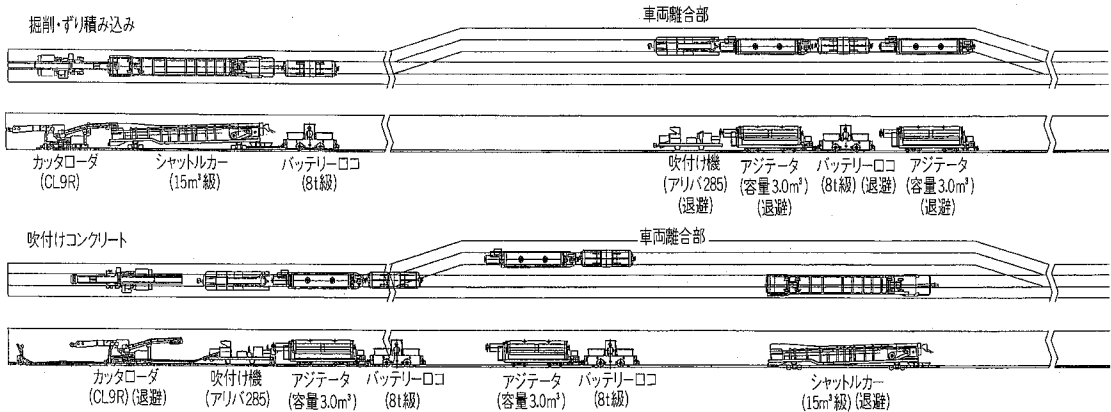 掘削・ずり積み込み
車両離合部
カッタローダ
(CL9R)
シャットルカー
(15m³級)
バッテリーロコ
(8t級)
吹付け機
(アリバ285)
(退避)
アジテータ
(容量3.0m³)
(退避)
バッテリーロコ
(8t級)(退避)
アジテータ
(容量3.0m³)
(退避)
吹付けコンクリート
車両離合部
カッタローダ
(CL9R)(退避)
吹付け機
(アリバ285)
アジテータ
(容量3.0m³)
バッテリーロコ
(8t級)
アジテータ
(容量3.0m³)
バッテリーロコ
(8t級)
シャットルカー
(15m³級)(退避)